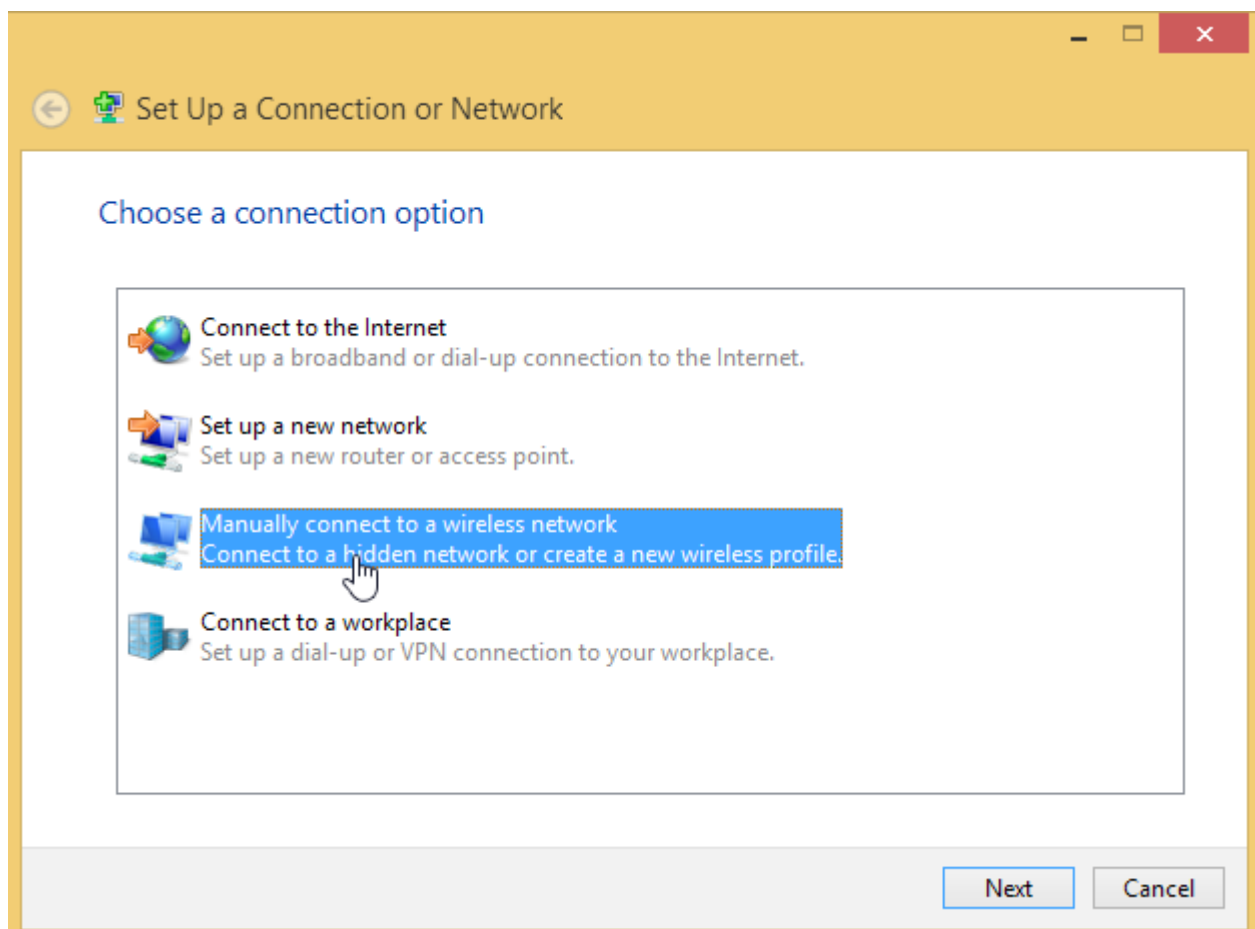 Set Up a Connection or Network
Choose a connection option
Connect to the Internet
Set up a broadband or dial-up connection to the Internet.
Set up a new network
Set up a new router or access point.
Manually connect to a wireless network
Connect to a hidden network or create a new wireless profile.
Connect to a workplace
Set up a dial-up or VPN connection to your workplace.
Next Cancel